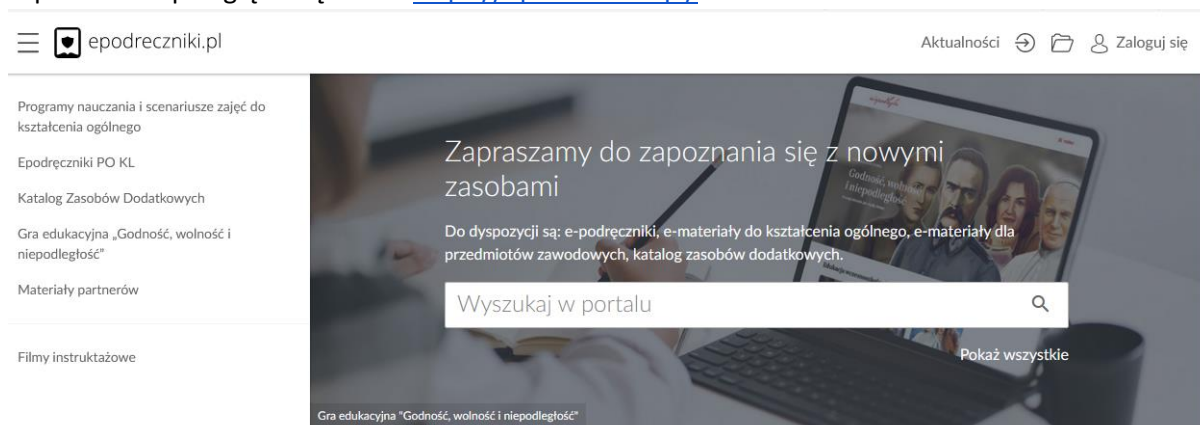 epodreczniki.pl
Aktualności
Zaloguj się
Programy nauczania i scenariusze zajęć do
kształcenia ogólnego
Epodręczniki PO KL
Katalog Zasobów Dodatkowych
Gra edukacyjna „Godność, wolność i
niepodległość”
Materiały partnerów
Filmy instruktażowe
Zapraszamy do zapoznania się z nowymi
zasobami
Do dyspozycji są: e-podręczniki, e-materiały do kształcenia ogólnego, e-materiały dla
przedmiotów zawodowych, katalog zasobów dodatkowych.
Wyszukaj w portalu
Pokaż wszystkie
Godność, wolność
i niepodległość
Gra edukacyjna "Godność, wolność i niepodległość"